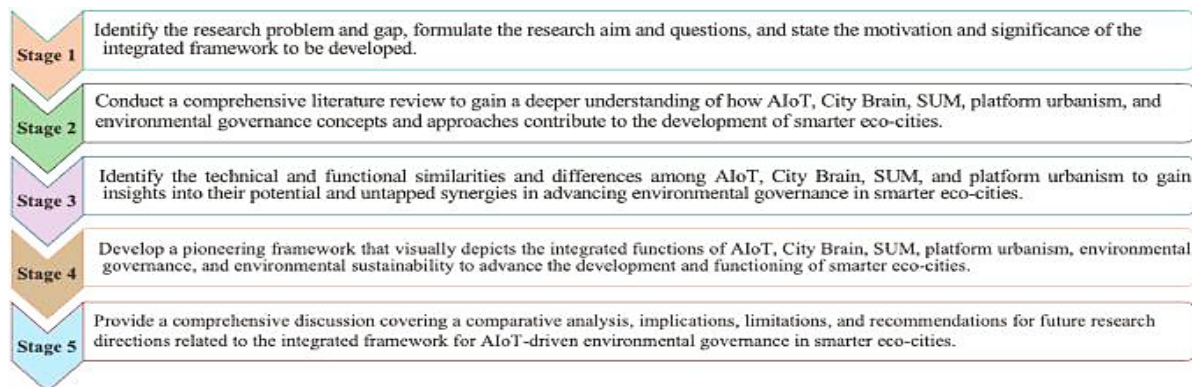 Stage 1
Identify the research problem and gap, formulate the research aim and questions, and state the motivation and significance of the
integrated framework to be developed.
Stage 2
Conduct a comprehensive literature review to gain a deeper understanding of how AIoT, City Brain, SUM, platform urbanism, and
environmental governance concepts and approaches contribute to the development of smarter eco-cities.
Stage 3
Identify the technical and functional similarities and differences among AIoT, City Brain, SUM, and platform urbanism to gain
insights into their potential and untapped synergies in advancing environmental governance in smarter eco-cities.
Stage 4
Develop a pioneering framework that visually depicts the integrated functions of AIoT, City Brain, SUM, platform urbanism, environmental
governance, and environmental sustainability to advance the development and functioning of smarter eco-cities.
Stage 5
Provide a comprehensive discussion covering a comparative analysis, implications, limitations, and recommendations for future research
directions related to the integrated framework for AIoT-driven environmental governance in smarter eco-cities.